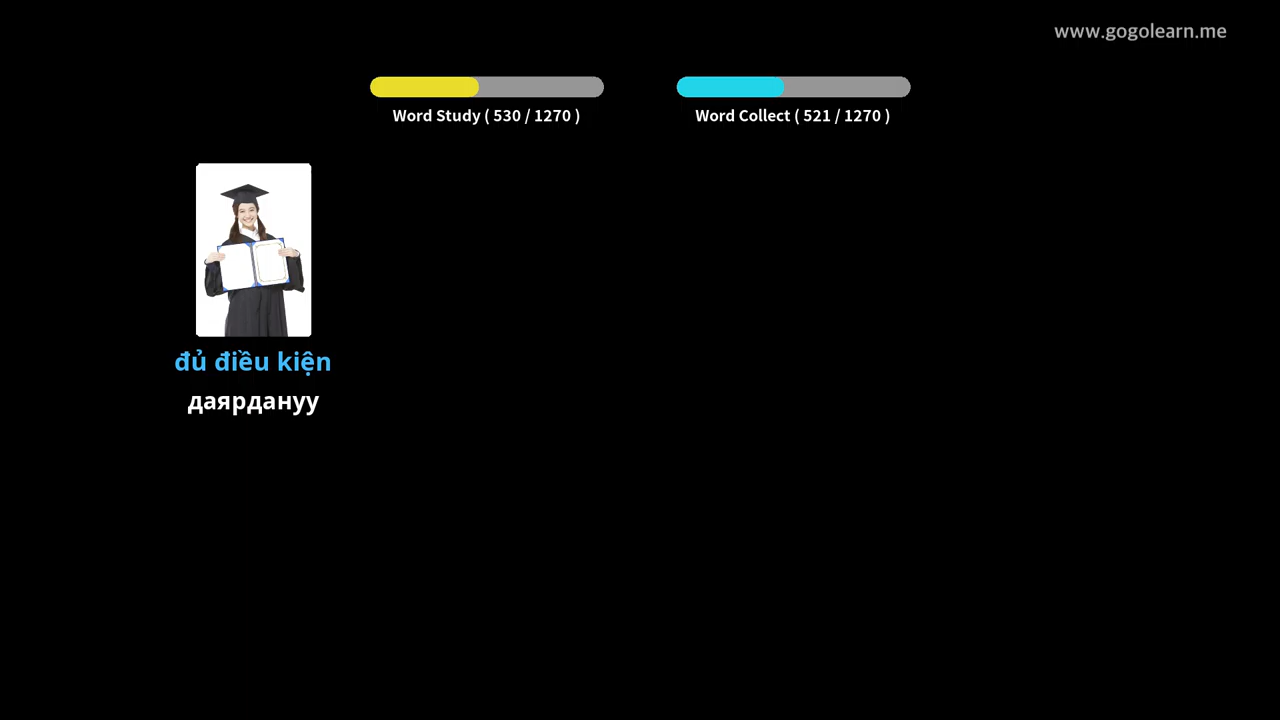 www.gogolearn.me
Word Study ( 530 / 1270 )
Word Collect ( 521 / 1270 )
đủ điều kiện
даярдануу